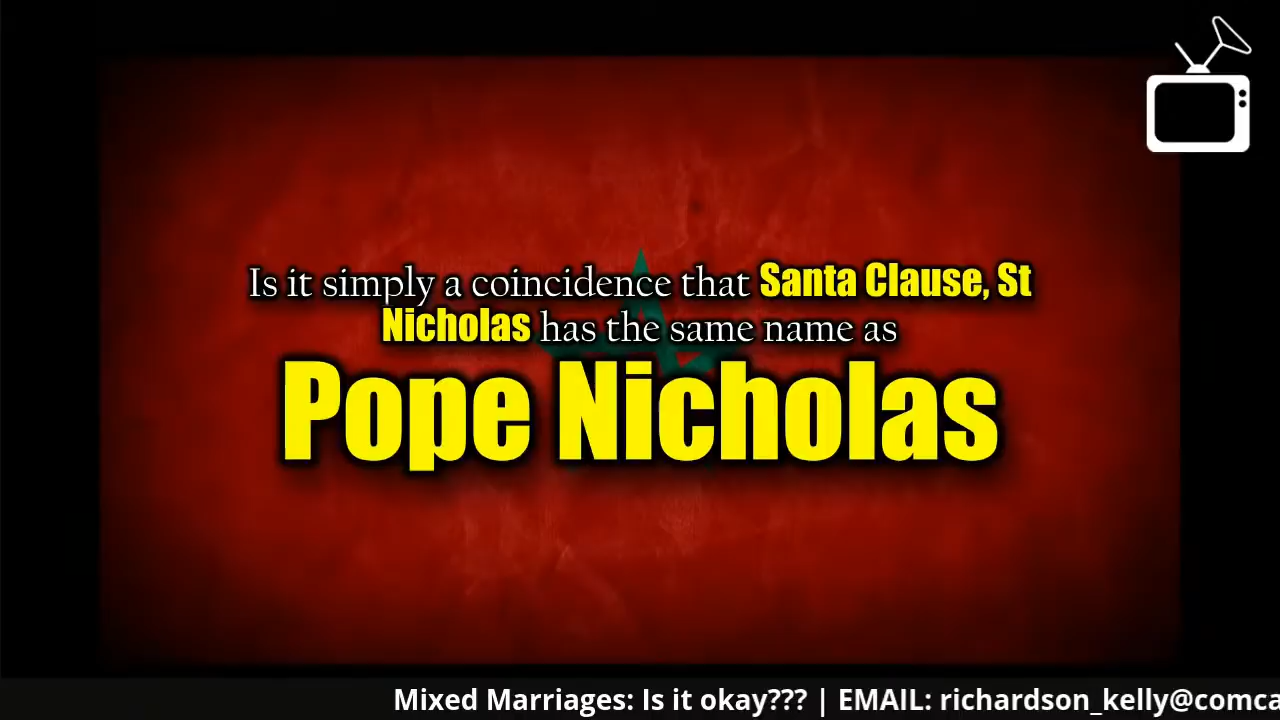 Is it simply a coincidence that Santa Clause, St
Nicholas has the same name as
Pope Nicholas
Mixed Marriages: Is it okay??? | EMAIL: richardson_kelly@comca